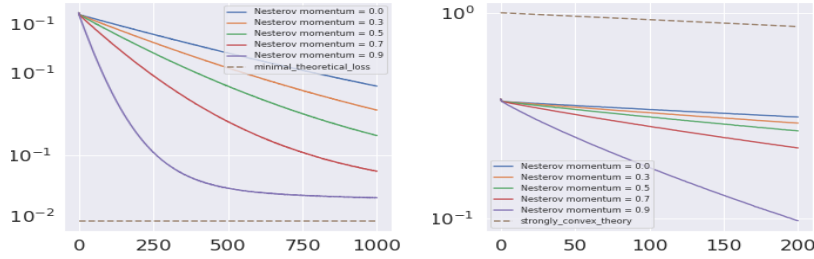 10⁻¹
10⁻¹
10⁻¹
10⁻²
0 250 500 750 1000
Nesterov momentum = 0.0
Nesterov momentum = 0.3
Nesterov momentum = 0.5
Nesterov momentum = 0.7
Nesterov momentum = 0.9
minimal_theoretical_loss
10⁰
10⁻¹
0 50 100 150 200
Nesterov momentum = 0.0
Nesterov momentum = 0.3
Nesterov momentum = 0.5
Nesterov momentum = 0.7
Nesterov momentum = 0.9
strongly_convex_theory